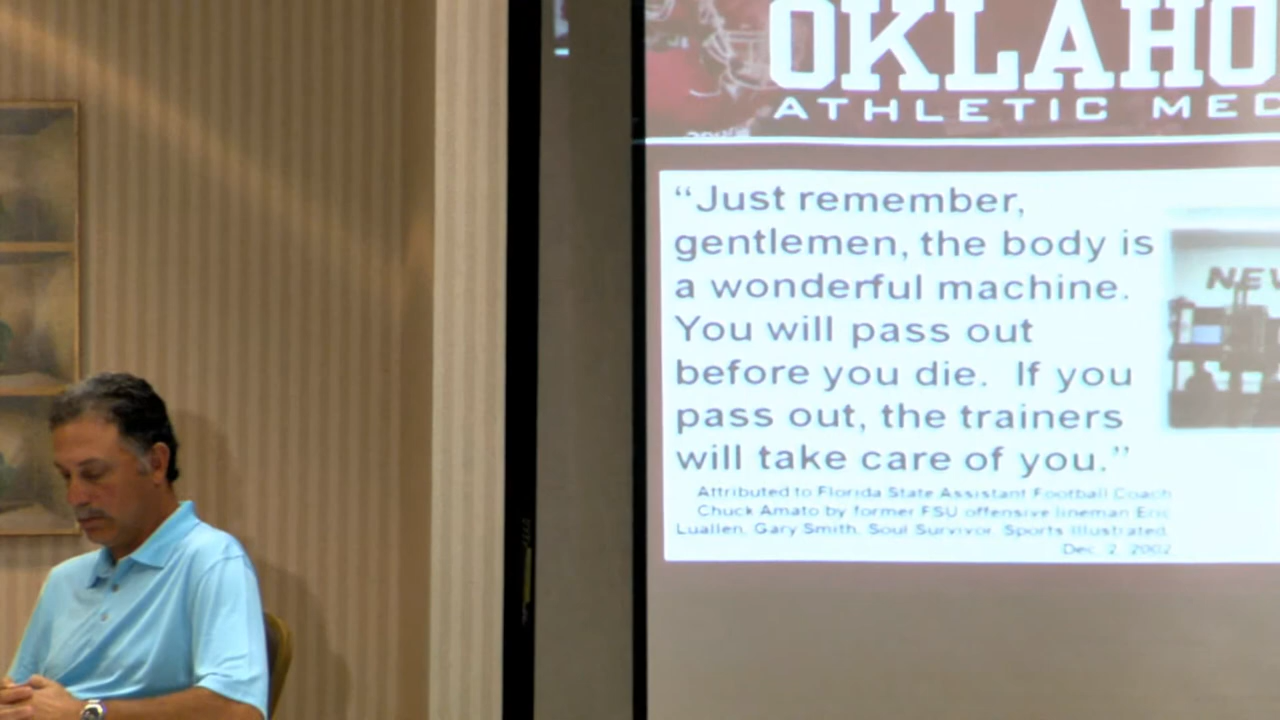 OKLAHO
ATHLETIC MED
“Just remember,
gentlemen, the body is
a wonderful machine.
You will pass out
before you die.  If you
pass out, the trainers
will take care of you.”
Attributed to Florida State Assistant Football Coach
Chuck Amato by former FSU offensive lineman Eric
Luallen. Gary Smith. Soul Survivor. Sports Illustrated.
Dec. 2, 2002
NEW